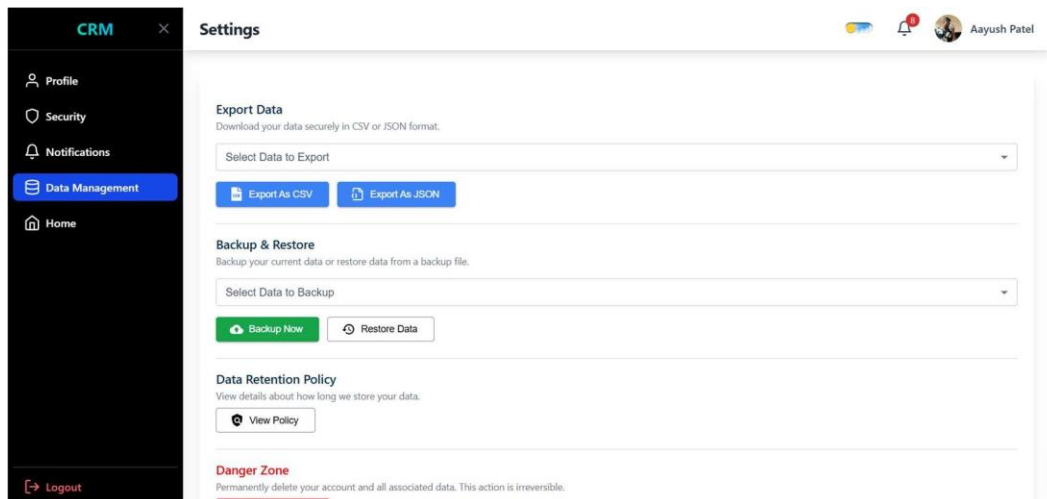 CRM
Settings
8
Aayush Patel
Profile
Security
Notifications
Data Management
Home
Logout
Export Data
Download your data securely in CSV or JSON format.
Select Data to Export
Export As CSV
Export As JSON
Backup & Restore
Backup your current data or restore data from a backup file.
Select Data to Backup
Backup Now
Restore Data
Data Retention Policy
View details about how long we store your data.
View Policy
Danger Zone
Permanently delete your account and all associated data. This action is irreversible.